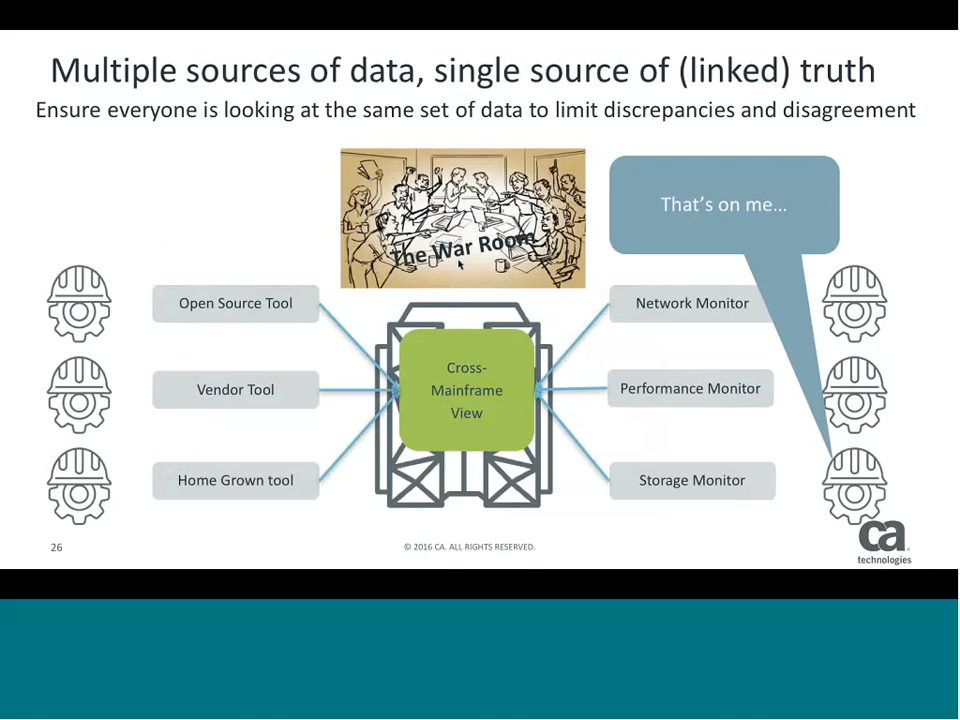 Multiple sources of data, single source of (linked) truth
Ensure everyone is looking at the same set of data to limit discrepancies and disagreement
The War Room
That's on me...
Open Source Tool
Network Monitor
Cross-
Mainframe
View
Vendor Tool
Performance Monitor
Home Grown tool
Storage Monitor
26
© 2016 CA. ALL RIGHTS RESERVED.
ca
technologies